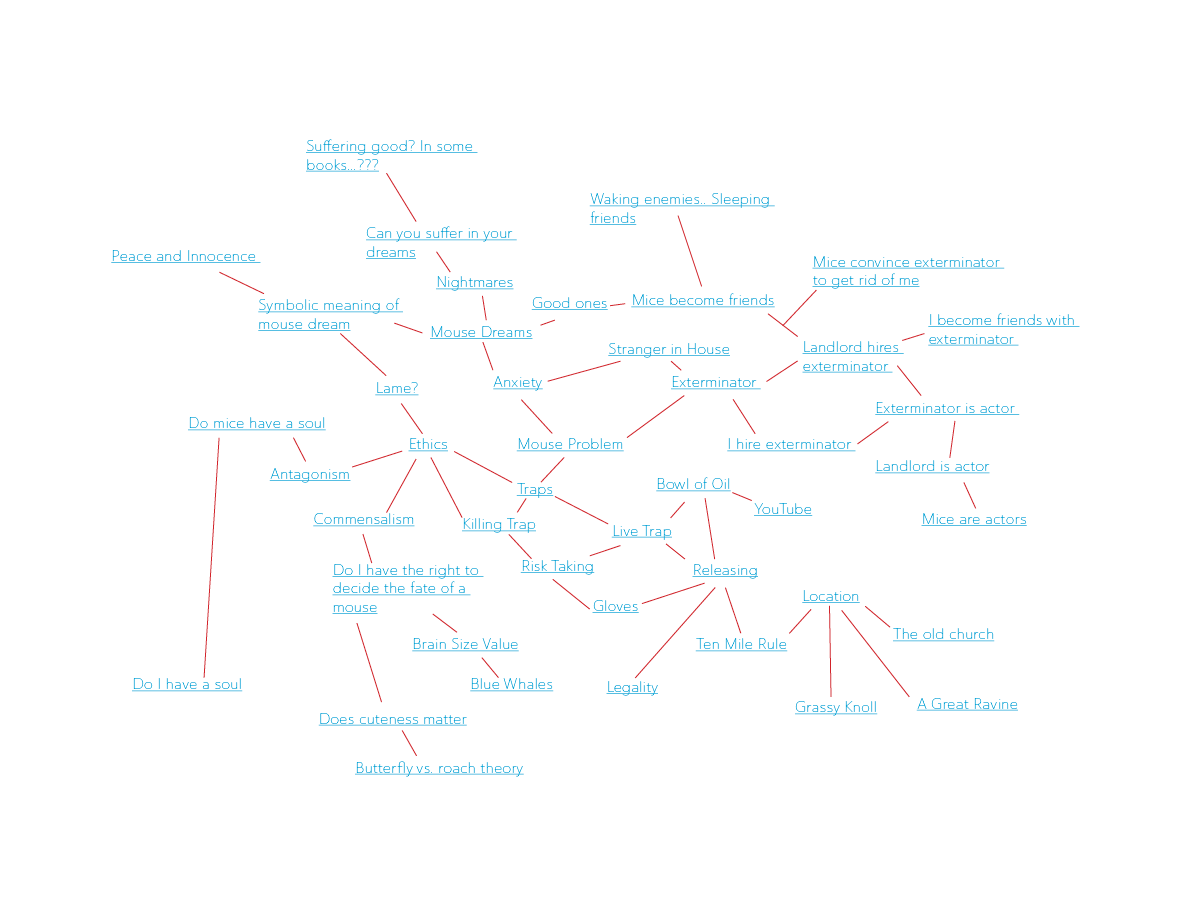 Suffering good? In some
books...???
Waking enemies.. Sleeping
friends
Can you suffer in your
dreams
Peace and Innocence
Mice convince exterminator
to get rid of me
Nightmares
Good ones
Mice become friends
Symbolic meaning of
mouse dream
Mouse Dreams
I become friends with
exterminator
Stranger in House
Landlord hires
exterminator
Lame?
Anxiety
Exterminator
Exterminator is actor
Do mice have a soul
Ethics
Mouse Problem
I hire exterminator
Antagonism
Landlord is actor
Traps
Bowl of Oil
YouTube
Commensalism
Killing Trap
Live Trap
Mice are actors
Do I have the right to
decide the fate of a
mouse
Risk Taking
Releasing
Gloves
Location
Brain Size Value
Ten Mile Rule
The old church
Do I have a soul
Blue Whales
Legality
Grassy Knoll
A Great Ravine
Does cuteness matter
Butterfly vs. roach theory